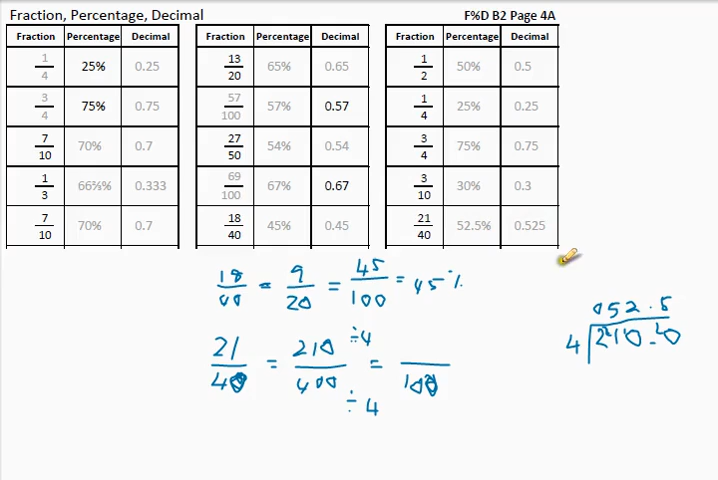 Fraction, Percentage, Decimal F%D B2 Page 4A
Fraction Percentage Decimal Fraction Percentage Decimal Fraction Percentage Decimal
1/4 25% 0.25 13/20 65% 0.65 1/2 50% 0.5
3/4 75% 0.75 57/100 57% 0.57 1/4 25% 0.25
7/10 70% 0.7 27/50 54% 0.54 3/4 75% 0.75
1/3 66⅔% 0.333 69/100 67% 0.67 3/10 30% 0.3
7/10 70% 0.7 18/40 45% 0.45 21/40 52.5% 0.525
18/40 = 9/20 = 45/100 = 45%
052.5
4 210.0
21/40 = 210/400 ÷4 ÷4 = /100